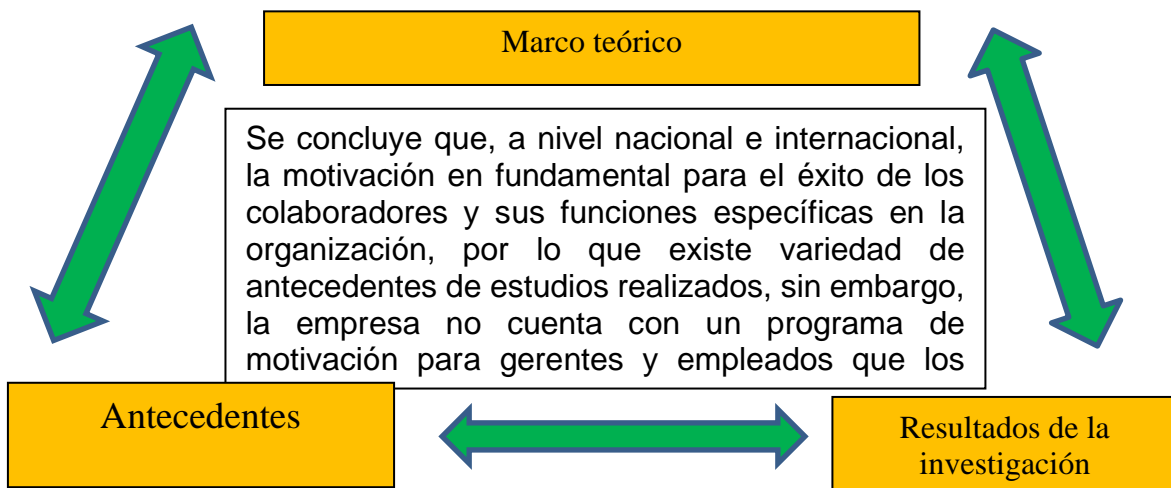 Marco teórico
Se concluye que, a nivel nacional e internacional,
la motivación en fundamental para el éxito de los
colaboradores y sus funciones específicas en la
organización, por lo que existe variedad de
antecedentes de estudios realizados, sin embargo,
la empresa no cuenta con un programa de
motivación para gerentes y empleados que los
Antecedentes
Resultados de la
investigación